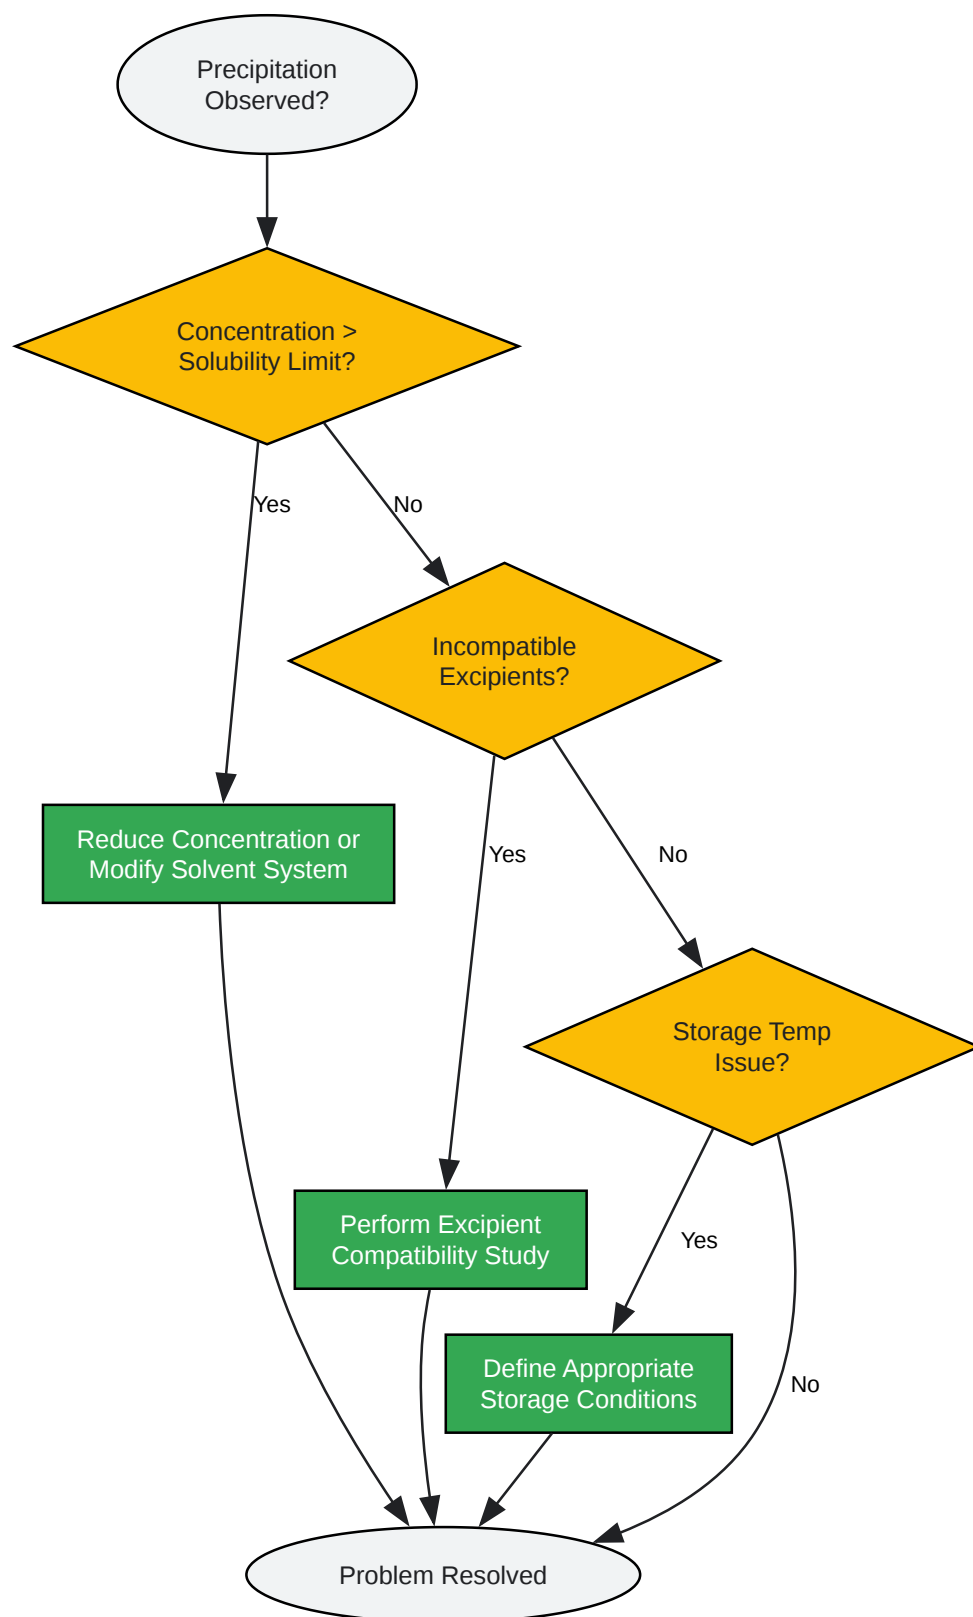 Precipitation
Observed?
Concentration >
Solubility Limit?
Yes
No
Incompatible
Excipients?
Reduce Concentration or
Modify Solvent System
Yes
No
Storage Temp
Issue?
Perform Excipient
Compatibility Study
Yes
Define Appropriate
Storage Conditions
No
Problem Resolved